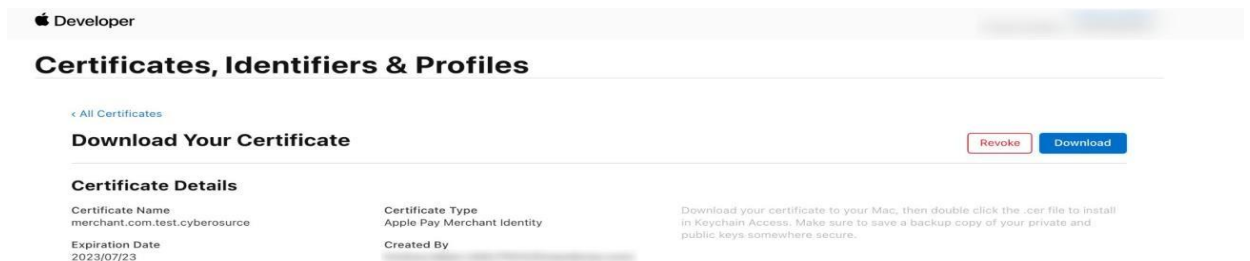 Developer
Certificates, Identifiers & Profiles
< All Certificates
Download Your Certificate
Revoke
Download
Certificate Details
Certificate Name
merchant.com.test.cyberosurce
Certificate Type
Apple Pay Merchant Identity
Download your certificate to your Mac, then double click the .cer file to install
in Keychain Access. Make sure to save a backup copy of your private and
public keys somewhere secure.
Expiration Date
2023/07/23
Created By